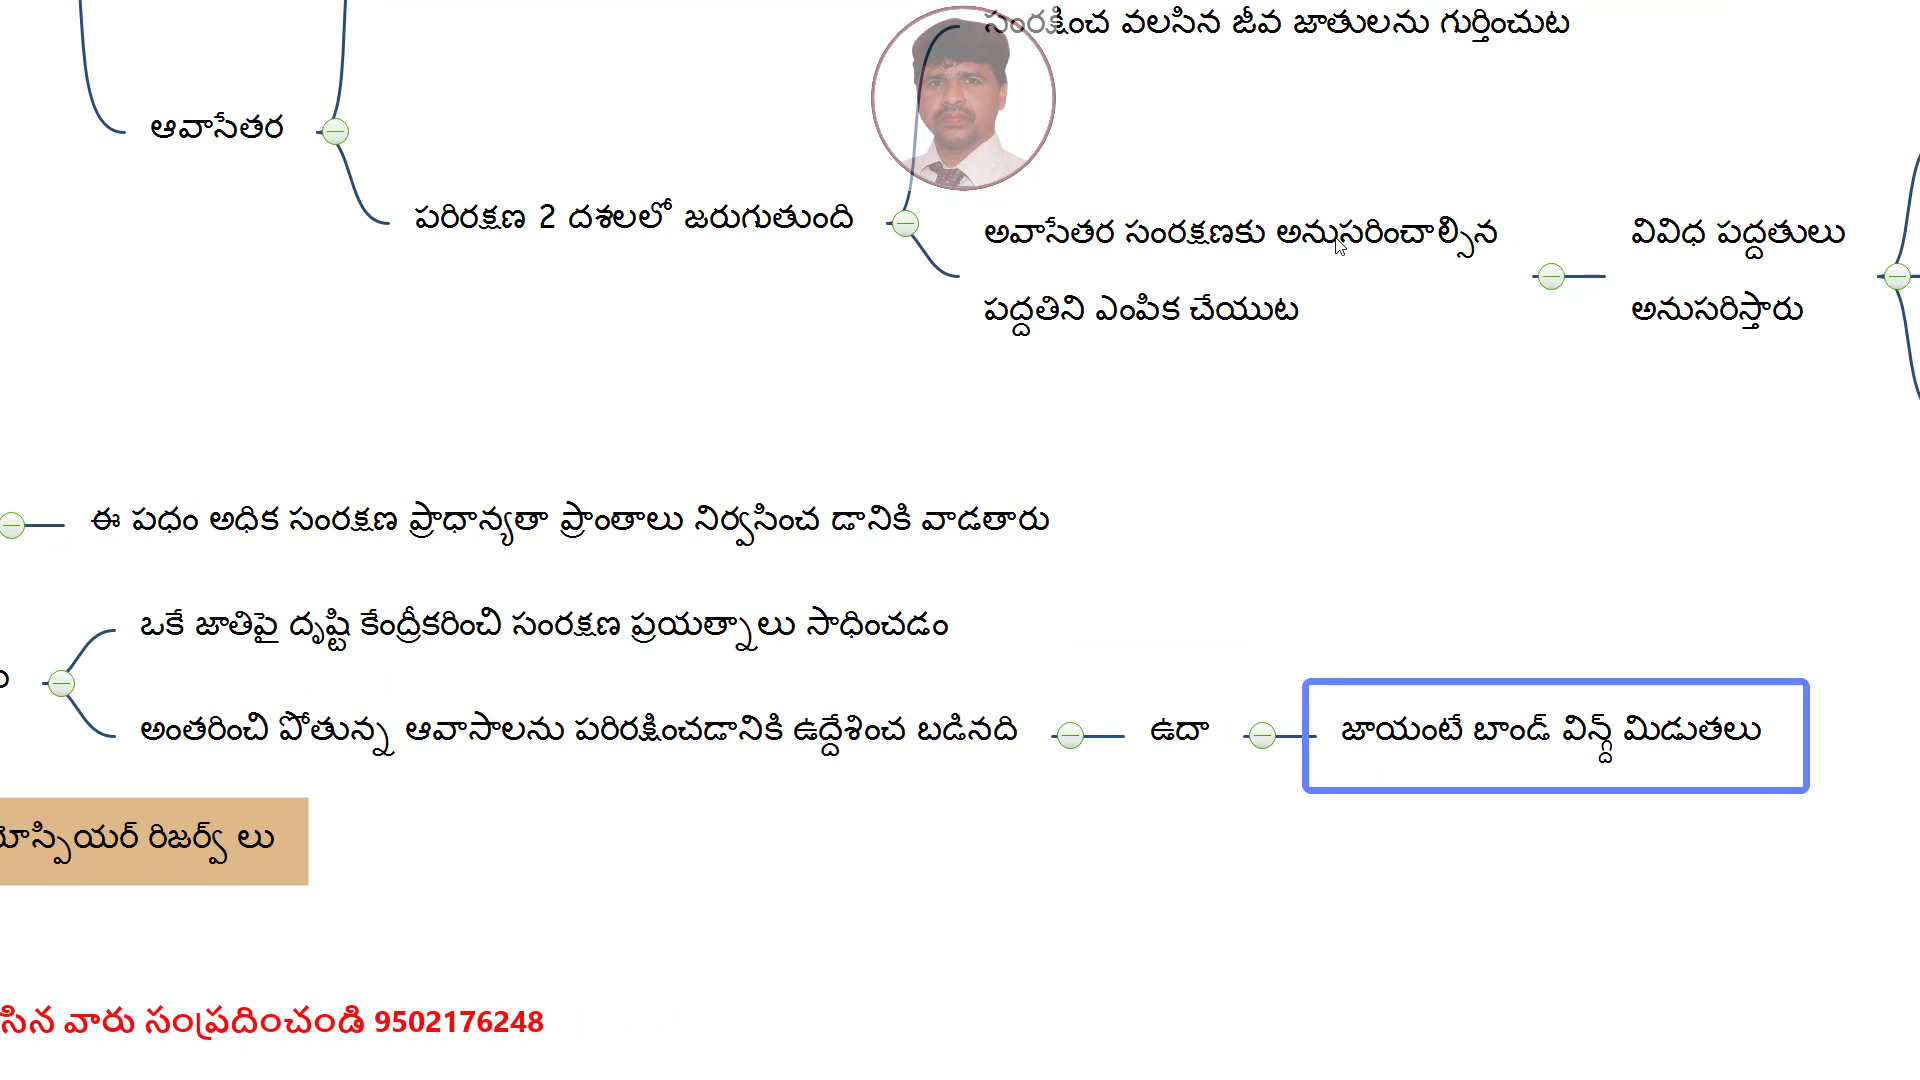 సంరక్షించ వలసిన జీవ జాతులను గుర్తించుట
ఆవాసేతర
పరిరక్షణ 2 దశలలో జరుగుతుంది
అవాసేతర సంరక్షణకు అనుసరించాల్సిన
పద్దతిని ఎంపిక చేయుట
వివిధ పద్దతులు
అనుసరిస్తారు
ఈ పధం అధిక సంరక్షణ ప్రాధాన్యతా ప్రాంతాలు నిర్వసించ డానికి వాడతారు
ఒకే జాతిపై దృష్టి కేంద్రీకరించి సంరక్షణ ప్రయత్నాలు సాధించడం
అంతరించి పోతున్న ఆవాసాలను పరిరక్షించడానికి ఉద్దేశించ బడినది
ఉదా
జాయంటే బాండ్ విన్గ్ద్ మిడుతలు
యోస్పియర్ రిజర్వ్ లు
సిన వారు సంప్రదించండి 9502176248